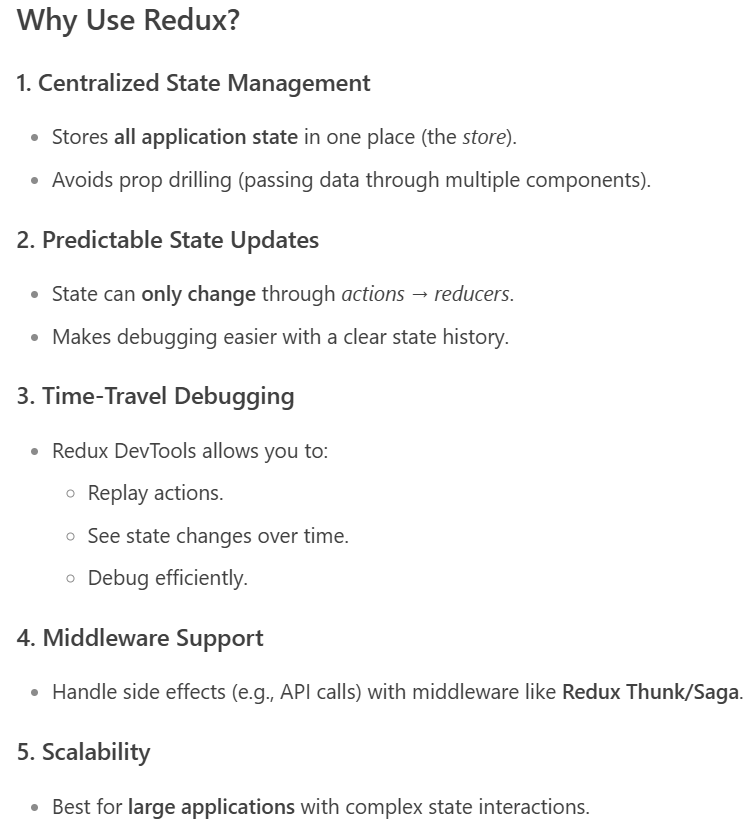 Why Use Redux?
1. Centralized State Management
• Stores all application state in one place (the store).
• Avoids prop drilling (passing data through multiple components).
2. Predictable State Updates
• State can only change through actions → reducers.
• Makes debugging easier with a clear state history.
3. Time-Travel Debugging
• Redux DevTools allows you to:
○ Replay actions.
○ See state changes over time.
○ Debug efficiently.
4. Middleware Support
• Handle side effects (e.g., API calls) with middleware like Redux Thunk/Saga.
5. Scalability
• Best for large applications with complex state interactions.